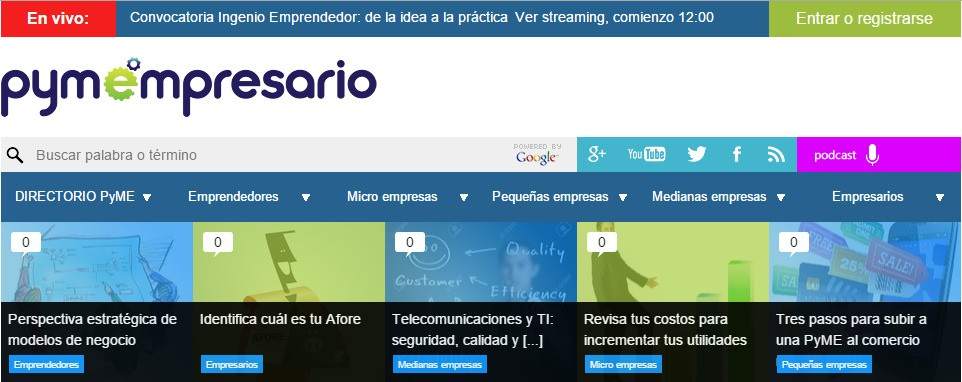 En vivo: Convocatoria Ingenio Emprendedor: de la idea a la práctica Ver streaming, comienzo 12:00 Entrar o registrarse
pymempresario
Buscar palabra o término POWERED BY Google g+ YouTube f podcast
DIRECTORIO PyME Emprendedores Micro empresas Pequeñas empresas Medianas empresas Empresarios
0 0 0 0 0
Quality
Customer
Efficiency
FREE
SALE!
25%
SALE!
Perspectiva estratégica de modelos de negocio
Emprendedores
Identifica cuál es tu Afore
Empresarios
Telecomunicaciones y TI: seguridad, calidad y [...]
Medianas empresas
Revisa tus costos para incrementar tus utilidades
Micro empresas
Tres pasos para subir a una PyME al comercio
Pequeñas empresas